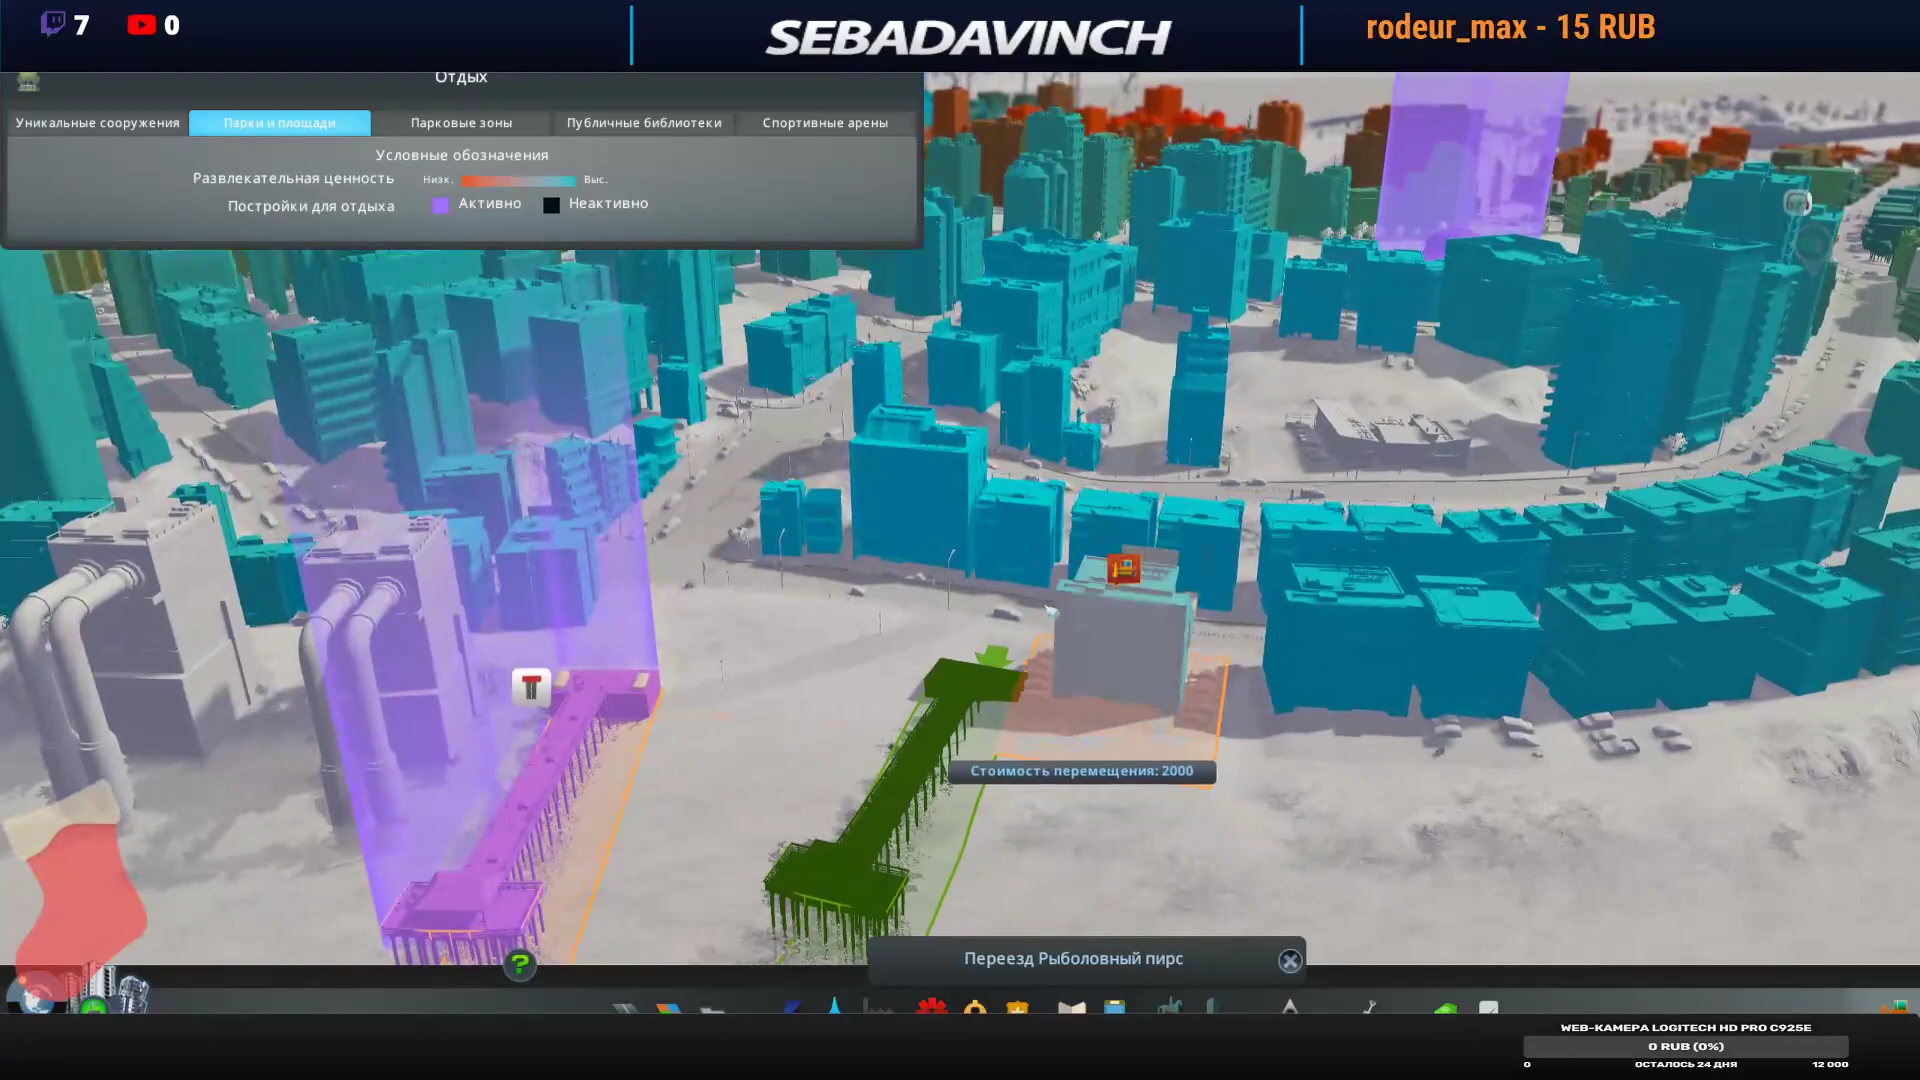 7
0
SEBADAVINCH
rodeur_max - 15 RUB
Отдых
Уникальные сооружения
Парки и площади
Парковые зоны
Публичные библиотеки
Спортивные арены
Условные обозначения
Развлекательная ценность
Низк.
Выс.
Постройки для отдыха
Активно
Неактивно
Стоимость перемещения: 2000
Переезд Рыболовный пирс
?
WEB-КАМЕРА LOGITECH HD PRO C925E
0 RUB (0%)
0
ОСТАЛОСЬ 24 ДНЯ
12 000